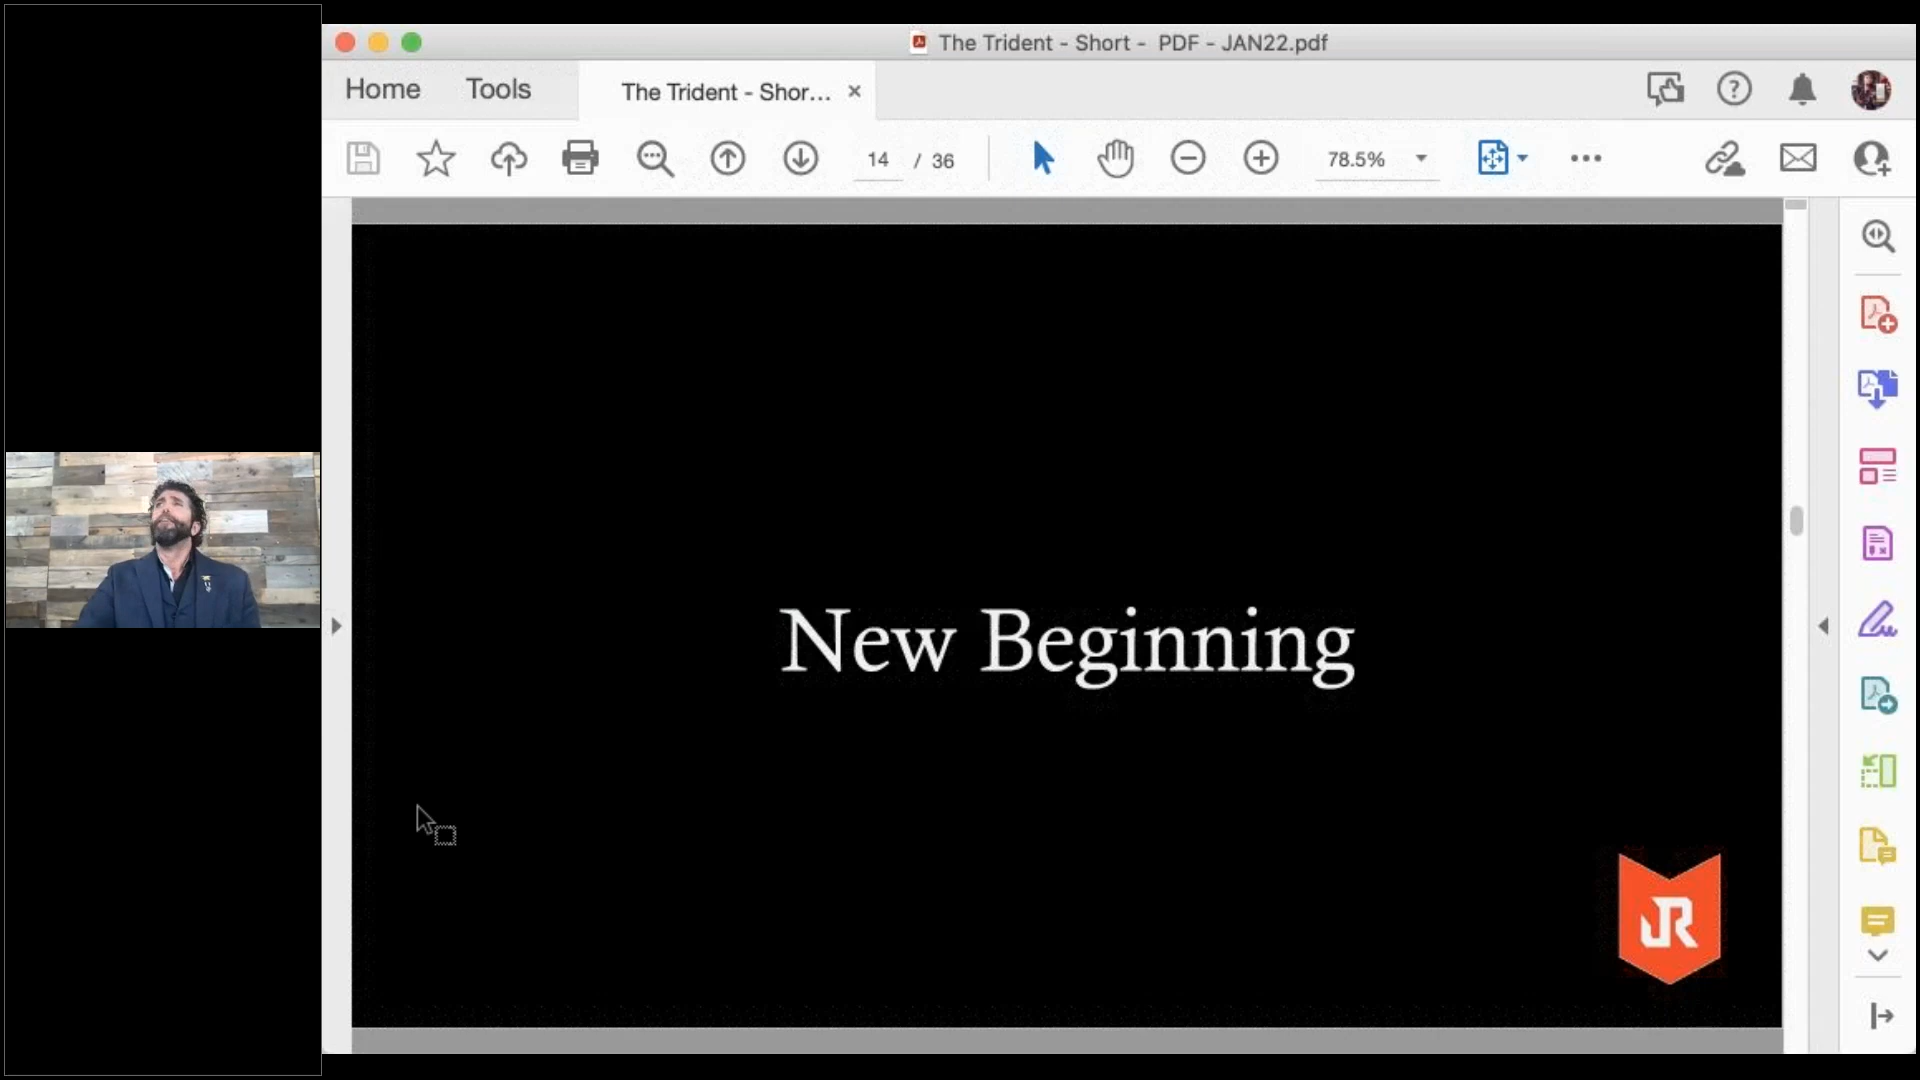 The Trident - Short -  PDF - JAN22.pdf
Home
Tools
The Trident - Shor...
14 / 36
78.5%
New Beginning
JR